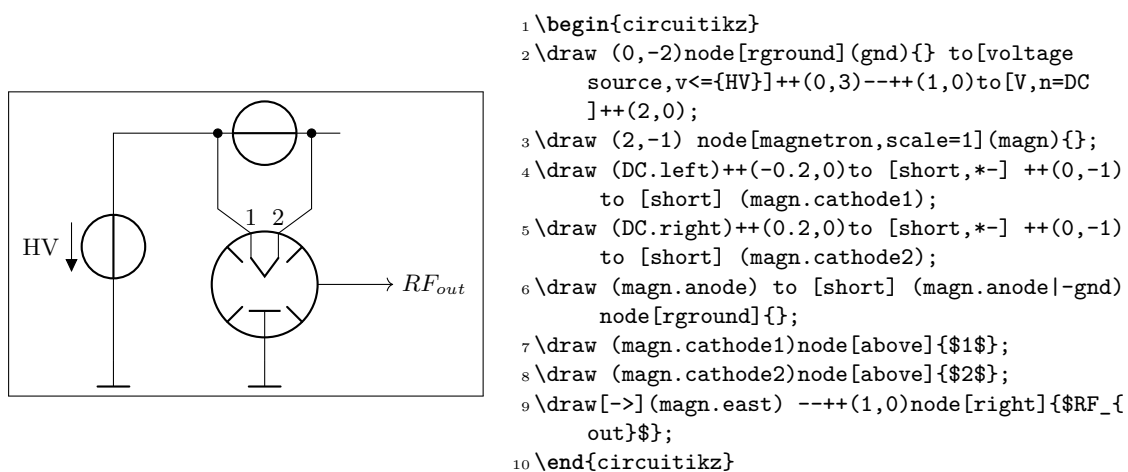 HV
1 2
RF_{out}
1 \begin{circuitikz}
2 \draw (0,-2)node[rground](gnd){} to[voltage
source,v<={HV}]++(0,3)--++(1,0)to[V,n=DC
]++(2,0);
3 \draw (2,-1) node[magnetron,scale=1](magn){};
4 \draw (DC.left)++(-0.2,0)to [short,*-] ++(0,-1)
to [short] (magn.cathode1);
5 \draw (DC.right)++(0.2,0)to [short,*-] ++(0,-1)
to [short] (magn.cathode2);
6 \draw (magn.anode) to [short] (magn.anode|-gnd)
node[rground]{};
7 \draw (magn.cathode1)node[above]{$1$};
8 \draw (magn.cathode2)node[above]{$2$};
9 \draw[->](magn.east) --++(1,0)node[right]{$RF_{
out}$};
10 \end{circuitikz}